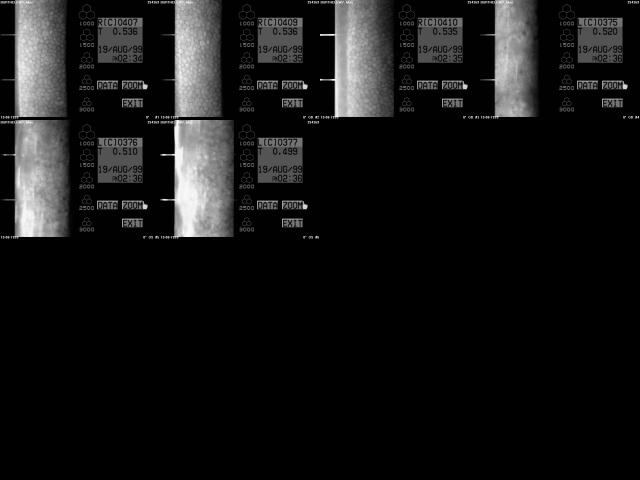 R(C)0407
T 0.536
19/AUG/99
PM02:34
DATA ZOOM
EXIT
1000
1500
2000
2500
3000
R(C)0409
T 0.536
19/AUG/99
PM02:35
DATA ZOOM
EXIT
1000
1500
2000
2500
3000
R(C)0410
T 0.535
19/AUG/99
PM02:35
DATA ZOOM
EXIT
1000
1500
2000
2500
3000
L(C)0375
T 0.520
19/AUG/99
PM02:36
DATA ZOOM
EXIT
1000
1500
2000
2500
3000
L(C)0376
T 0.510
19/AUG/99
PM02:36
DATA ZOOM
EXIT
1000
1500
2000
2500
3000
L(C)0377
T 0.499
19/AUG/99
PM02:36
DATA ZOOM
EXIT
1000
1500
2000
2500
3000